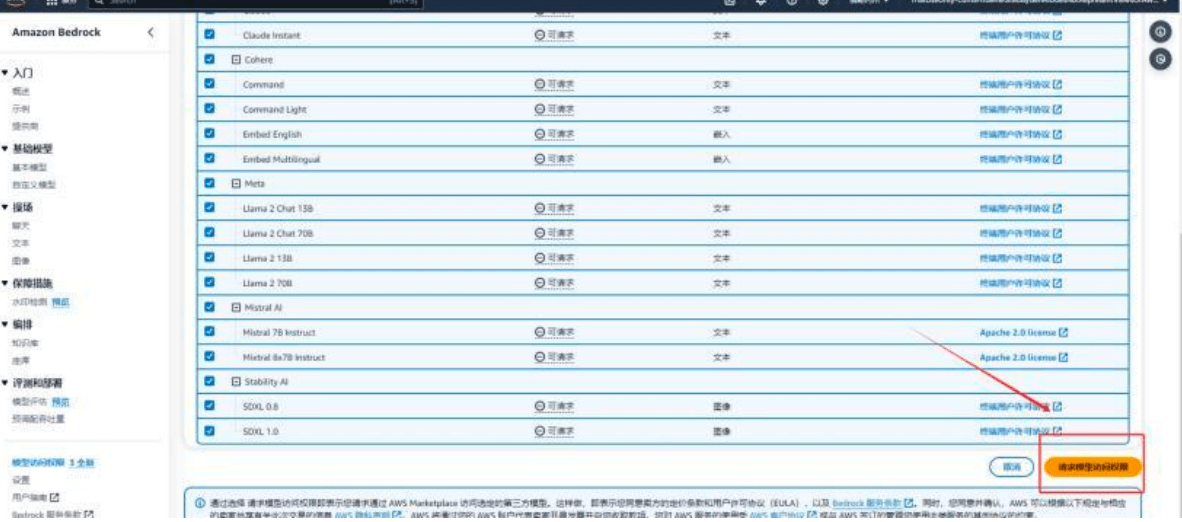 Search
[Alt+S]
Amazon Bedrock
入门
概述
示例
提供商
基础模型
基本模型
自定义模型
操场
聊天
文本
图像
保障措施
水印检测 预览
编排
知识库
座席
评测和部署
模型评估 预览
预调配吞吐量
模型访问权限 1 全新
设置
用户指南
Bedrock 服务条款
Claude Instant 可请求 文本 终端用户许可协议
Cohere
Command 可请求 文本 终端用户许可协议
Command Light 可请求 文本 终端用户许可协议
Embed English 可请求 嵌入 终端用户许可协议
Embed Multilingual 可请求 嵌入 终端用户许可协议
Meta
Llama 2 Chat 13B 可请求 文本 终端用户许可协议
Llama 2 Chat 70B 可请求 文本 终端用户许可协议
Llama 2 13B 可请求 文本 终端用户许可协议
Llama 2 70B 可请求 文本 终端用户许可协议
Mistral AI
Mistral 7B Instruct 可请求 文本 Apache 2.0 license
Mixtral 8x7B Instruct 可请求 文本 Apache 2.0 license
Stability AI
SDXL 0.8 可请求 图像 终端用户许可协议
SDXL 1.0 可请求 图像 终端用户许可协议
取消 请求模型访问权限
通过选择 请求模型访问权限即表示您请求通过 AWS Marketplace 访问选定的第三方模型。这样做，即表示您同意卖方的定价条款和用户许可协议（EULA），以及 Bedrock 服务条款。同时，您同意并确认，AWS 可以根据以下规定与相应